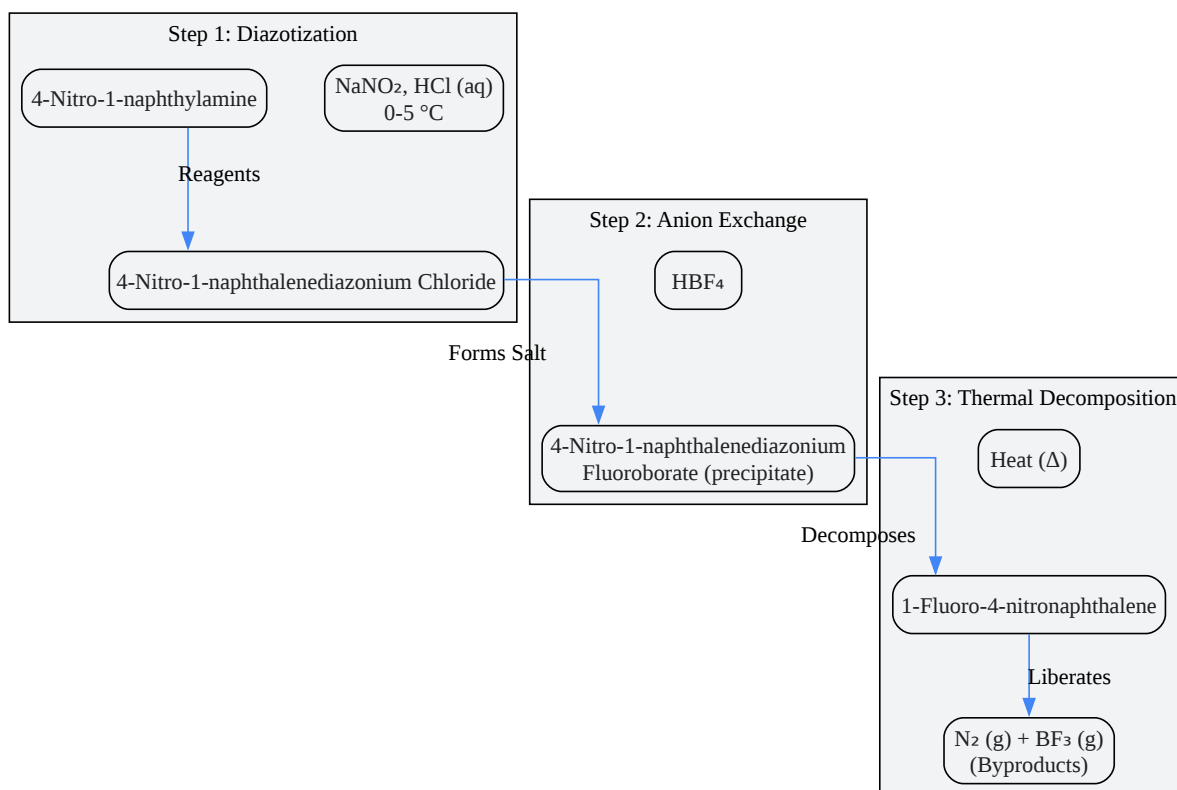 Step 1: Diazotization
4-Nitro-1-naphthylamine
NaNO₂, HCl (aq)
0-5 °C
Reagents
4-Nitro-1-naphthalenediazonium Chloride
Step 2: Anion Exchange
HBF₄
Forms Salt
4-Nitro-1-naphthalenediazonium
Fluoroborate (precipitate)
Step 3: Thermal Decomposition
Heat (Δ)
Decomposes
1-Fluoro-4-nitronaphthalene
Liberates
N₂ (g) + BF₃ (g)
(Byproducts)